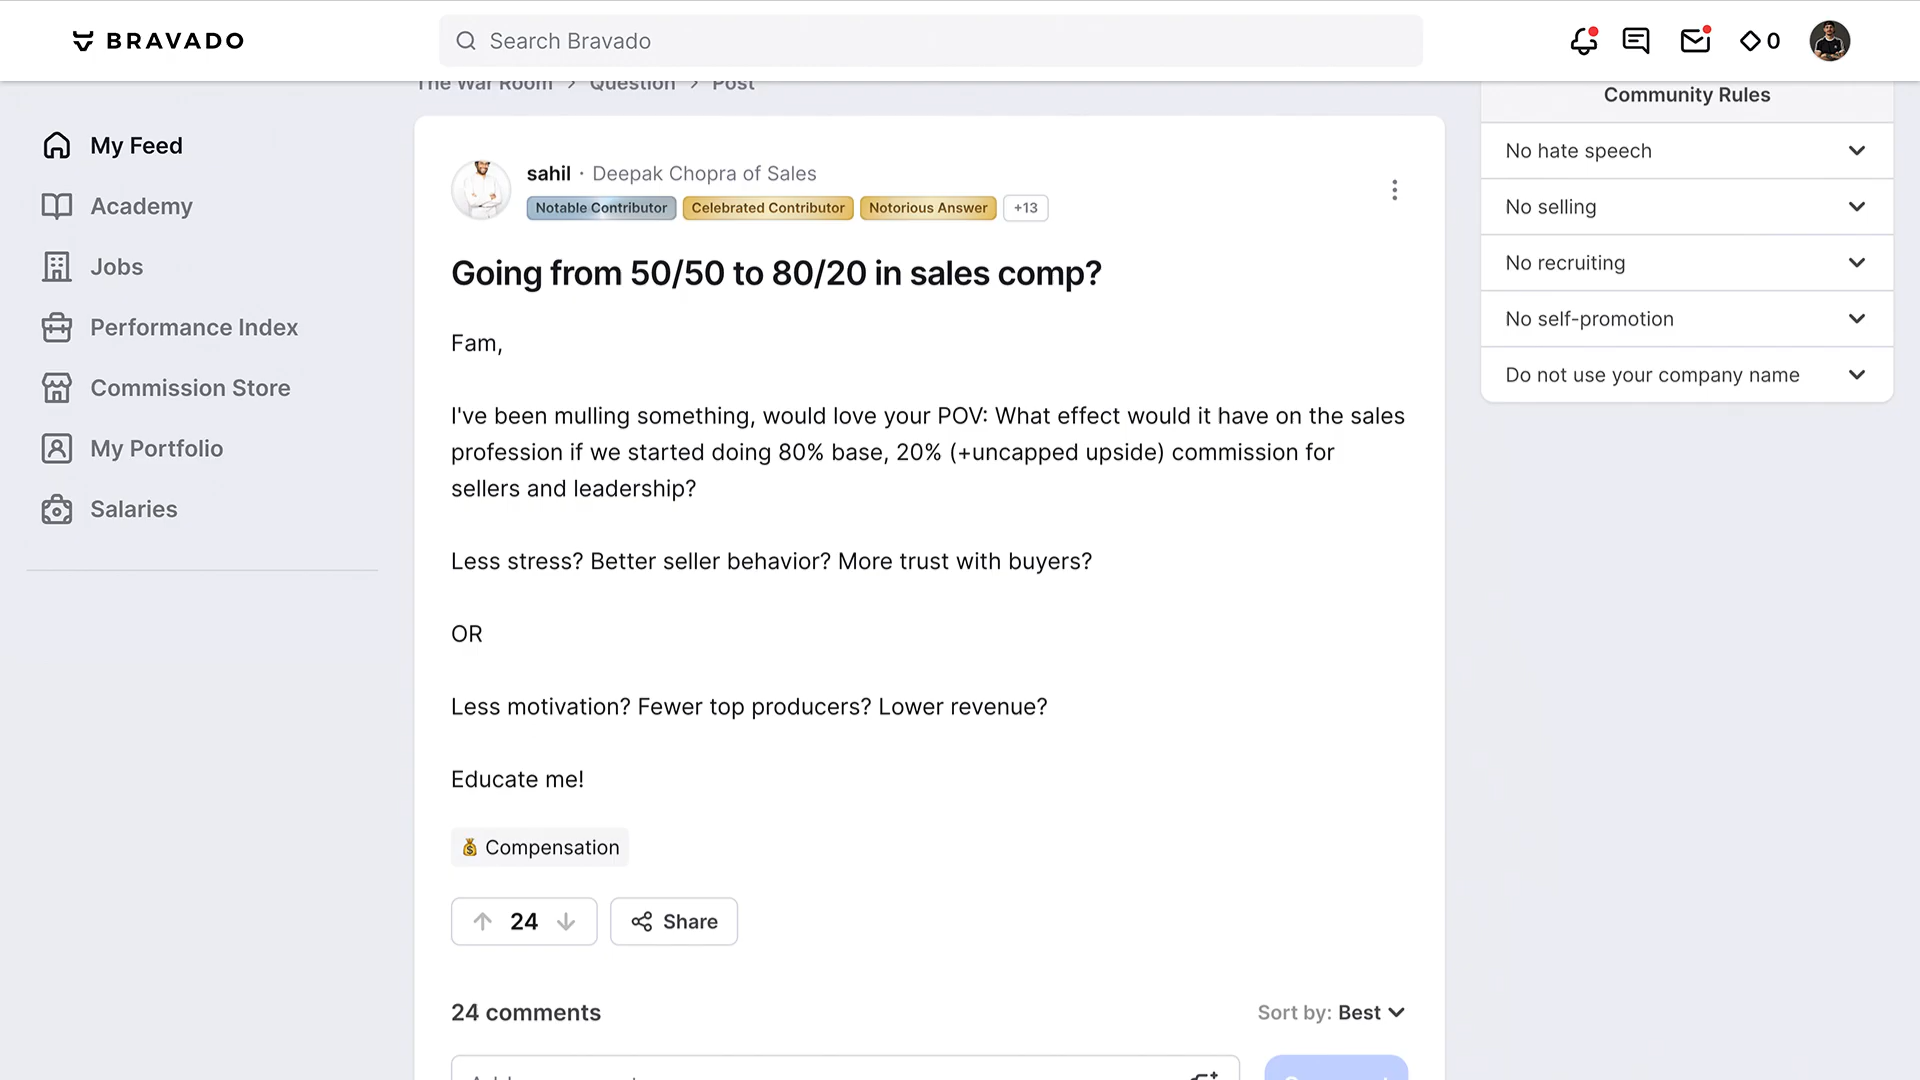 BRAVADO
Search Bravado
0
The War Room > Question > Post
My Feed
Academy
Jobs
Performance Index
Commission Store
My Portfolio
Salaries
sahil · Deepak Chopra of Sales
Notable Contributor
Celebrated Contributor
Notorious Answer
+13
Going from 50/50 to 80/20 in sales comp?
Fam,
I've been mulling something, would love your POV: What effect would it have on the sales
profession if we started doing 80% base, 20% (+uncapped upside) commission for
sellers and leadership?
Less stress? Better seller behavior? More trust with buyers?
OR
Less motivation? Fewer top producers? Lower revenue?
Educate me!
Compensation
24
Share
24 comments
Sort by: Best
Community Rules
No hate speech
No selling
No recruiting
No self-promotion
Do not use your company name